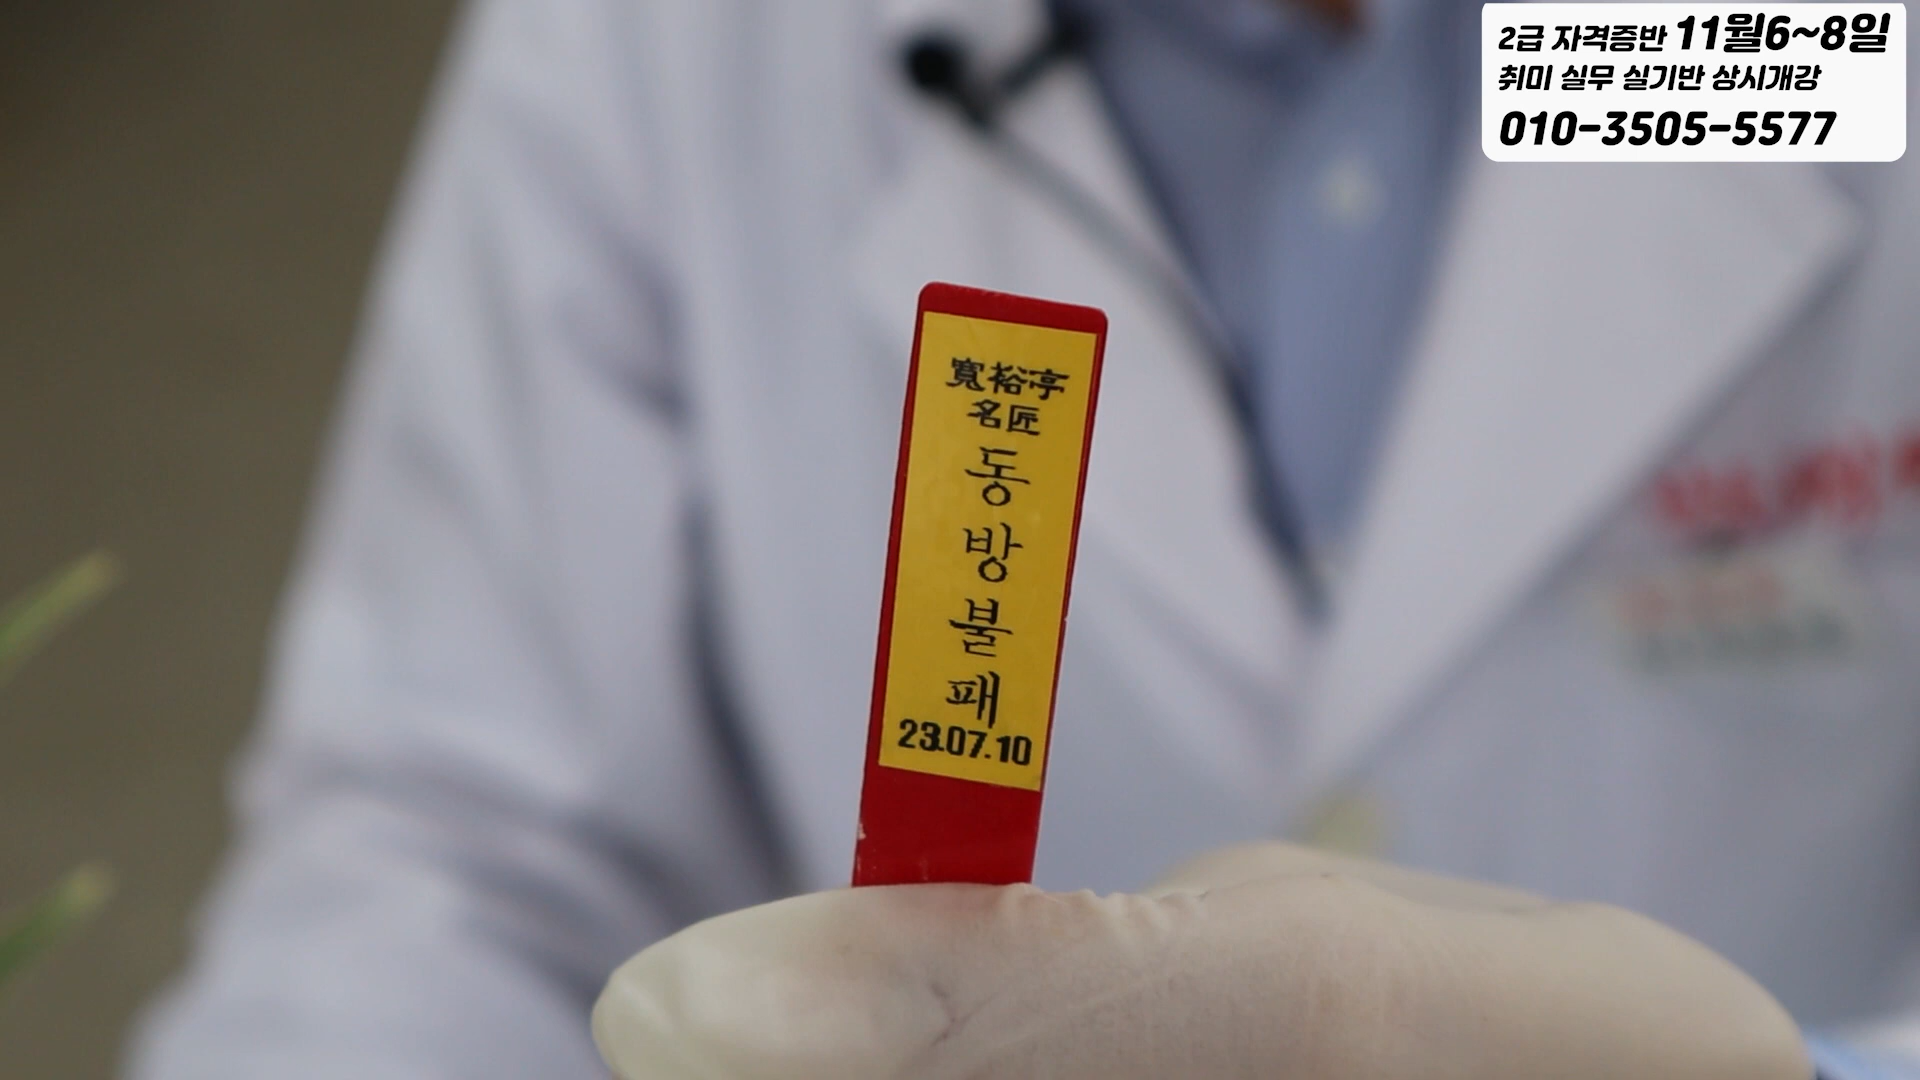 2급 자격증반 11월6~8일
취미 실무 실기반 상시개강
010-3505-5577
寬裕亭
名匠
동
방
불
패
23.07.10